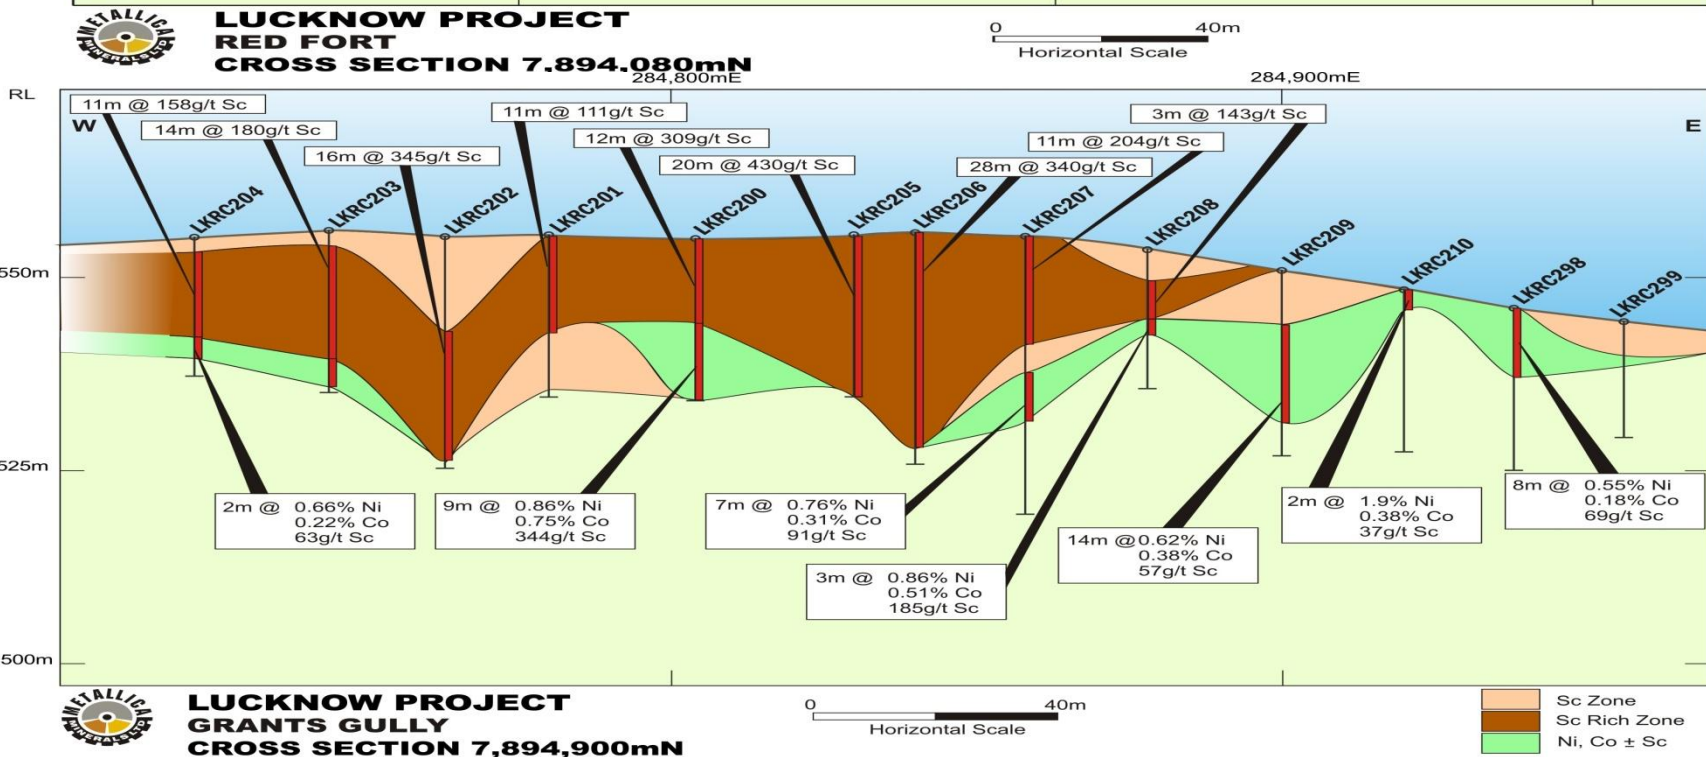 METALLICA
MINERALS LTD
LUCKNOW PROJECT
RED FORT
CROSS SECTION 7,894,080mN
0 40m
Horizontal Scale
284,800mE
284,900mE
RL
W
E
11m @ 158g/t Sc
14m @ 180g/t Sc
16m @ 345g/t Sc
11m @ 111g/t Sc
12m @ 309g/t Sc
20m @ 430g/t Sc
28m @ 340g/t Sc
11m @ 204g/t Sc
3m @ 143g/t Sc
LKRC204
LKRC203
LKRC202
LKRC201
LKRC200
LKRC205
LKRC206
LKRC207
LKRC208
LKRC209
LKRC210
LKRC298
LKRC299
550m
525m
500m
2m @ 0.66% Ni
0.22% Co
63g/t Sc
9m @ 0.86% Ni
0.75% Co
344g/t Sc
7m @ 0.76% Ni
0.31% Co
91g/t Sc
3m @ 0.86% Ni
0.51% Co
185g/t Sc
14m @ 0.62% Ni
0.38% Co
57g/t Sc
2m @ 1.9% Ni
0.38% Co
37g/t Sc
8m @ 0.55% Ni
0.18% Co
69g/t Sc
METALLICA
MINERALS LTD
LUCKNOW PROJECT
GRANTS GULLY
CROSS SECTION 7,894,900mN
0 40m
Horizontal Scale
Sc Zone
Sc Rich Zone
Ni, Co ± Sc